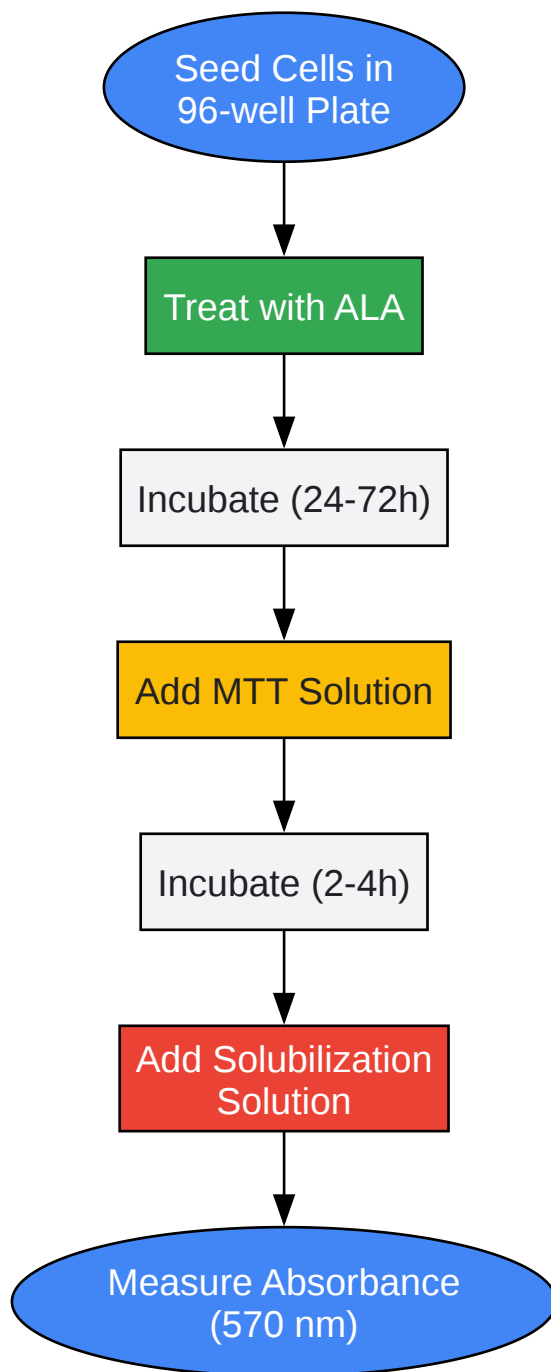 Seed Cells in
96-well Plate
Treat with ALA
Incubate (24-72h)
Add MTT Solution
Incubate (2-4h)
Add Solubilization
Solution
Measure Absorbance
(570 nm)